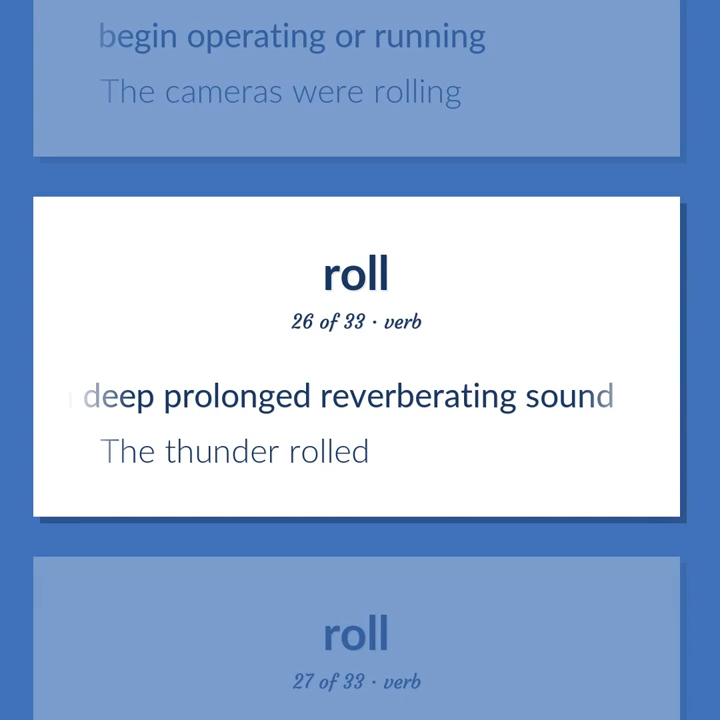 begin operating or running
The cameras were rolling
roll
26 of 33 · verb
deep prolonged reverberating sound
The thunder rolled
roll
27 of 33 · verb